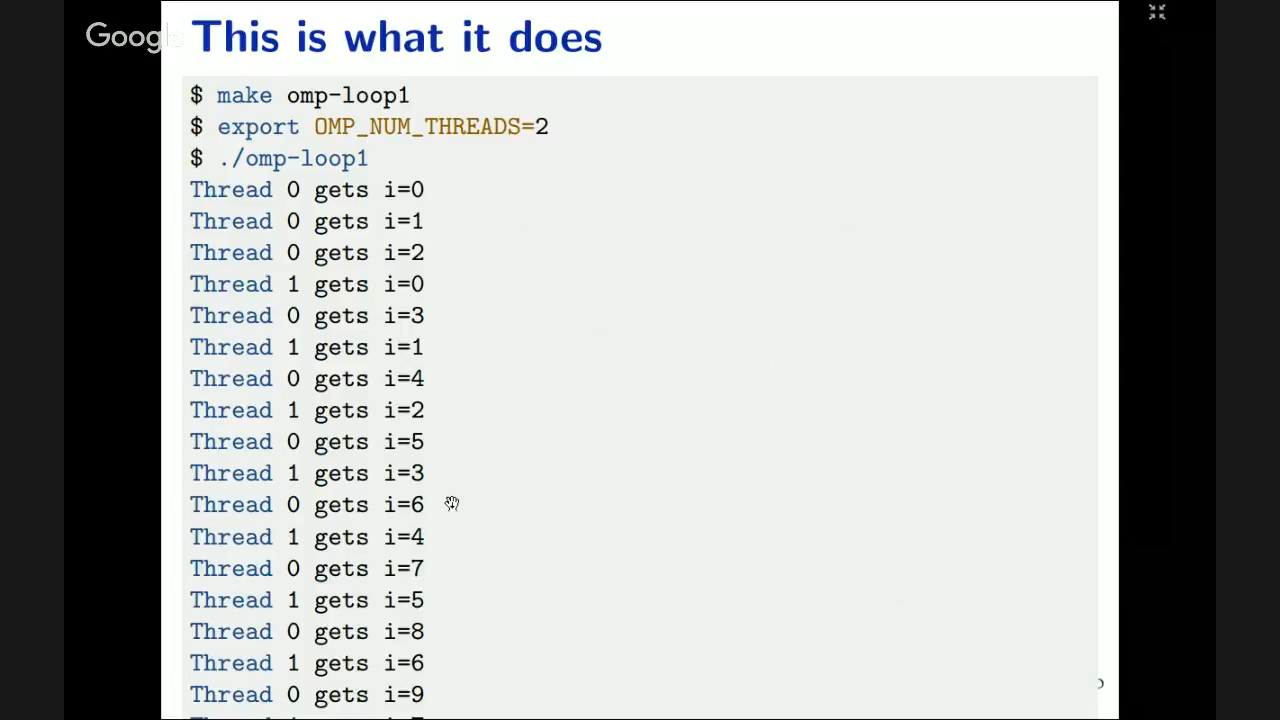 Google
This is what it does
$ make omp-loop1
$ export OMP_NUM_THREADS=2
$ ./omp-loop1
Thread 0 gets i=0
Thread 0 gets i=1
Thread 0 gets i=2
Thread 1 gets i=0
Thread 0 gets i=3
Thread 1 gets i=1
Thread 0 gets i=4
Thread 1 gets i=2
Thread 0 gets i=5
Thread 1 gets i=3
Thread 0 gets i=6
Thread 1 gets i=4
Thread 0 gets i=7
Thread 1 gets i=5
Thread 0 gets i=8
Thread 1 gets i=6
Thread 0 gets i=9